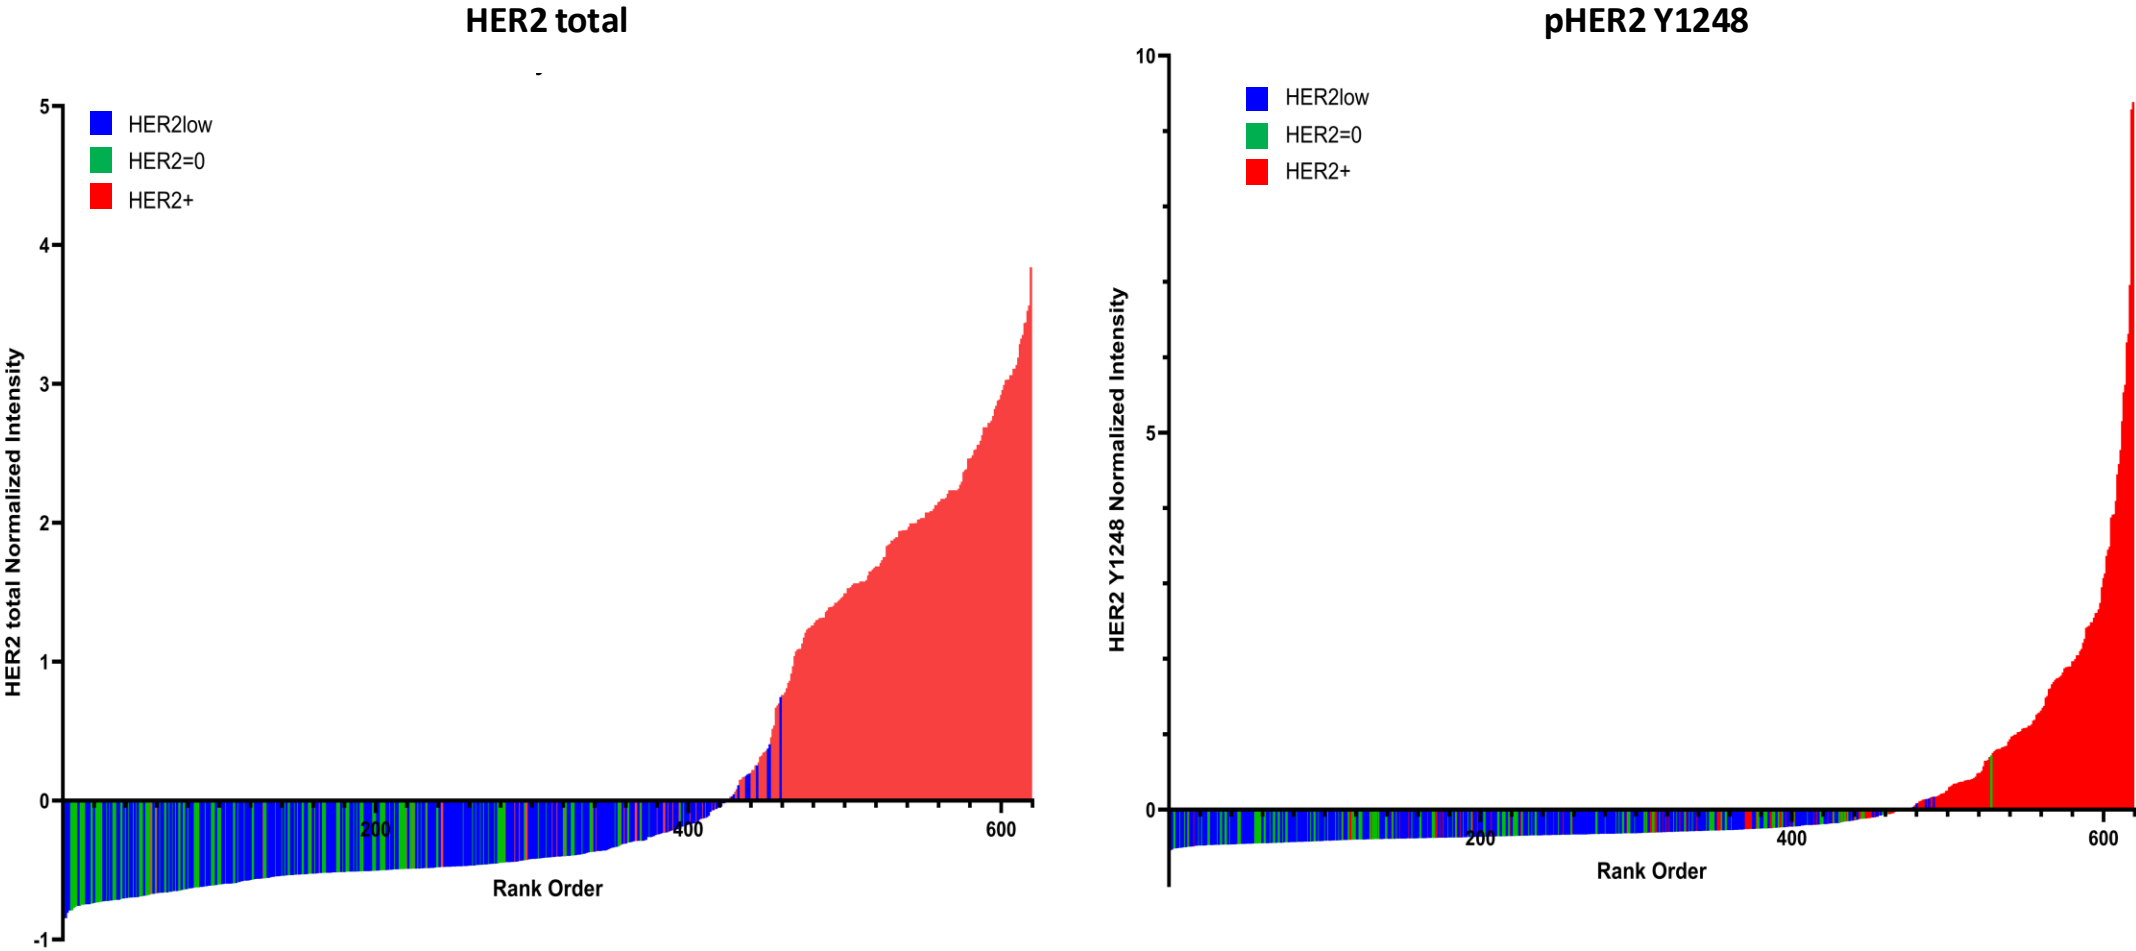 HER2 total
5
4
3
2
1
0
-1
HER2 total Normalized Intensity
HER2low
HER2=0
HER2+
200
400
600
Rank Order
pHER2 Y1248
10
5
0
HER2 Y1248 Normalized Intensity
HER2low
HER2=0
HER2+
200
400
600
Rank Order